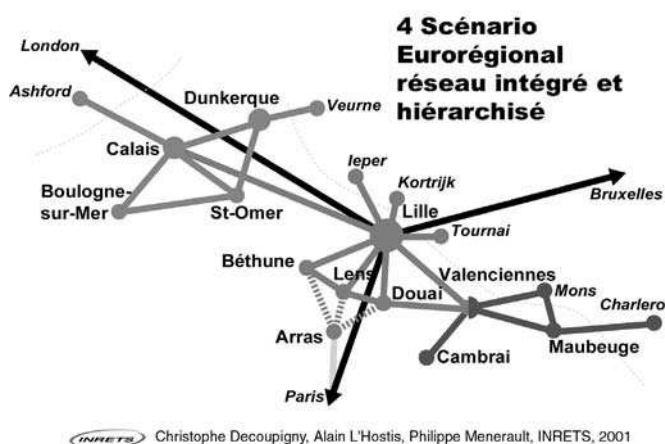 4 Scénario
Eurorégional
réseau intégré et
hiérarchisé
London
Ashford
Dunkerque
Veurne
Calais
Ieper
Boulogne-
sur-Mer
St-Omer
Kortrijk
Lille
Bruxelles
Tournai
Béthune
Lens
Douai
Valenciennes
Mons
Charlero
Arras
Cambrai
Maubeuge
Paris
INRETS Christophe Decoupigny, Alain L'Hostis, Philippe Menerault, INRETS, 2001